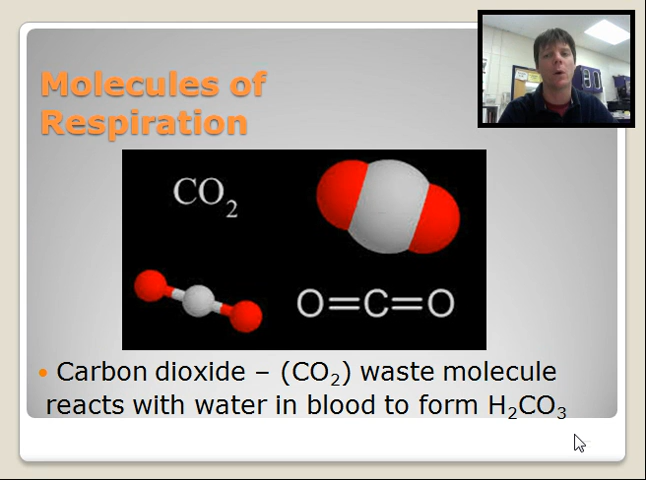 Molecules of
Respiration
CO₂
O=C=O
• Carbon dioxide – (CO₂) waste molecule
reacts with water in blood to form H₂CO₃